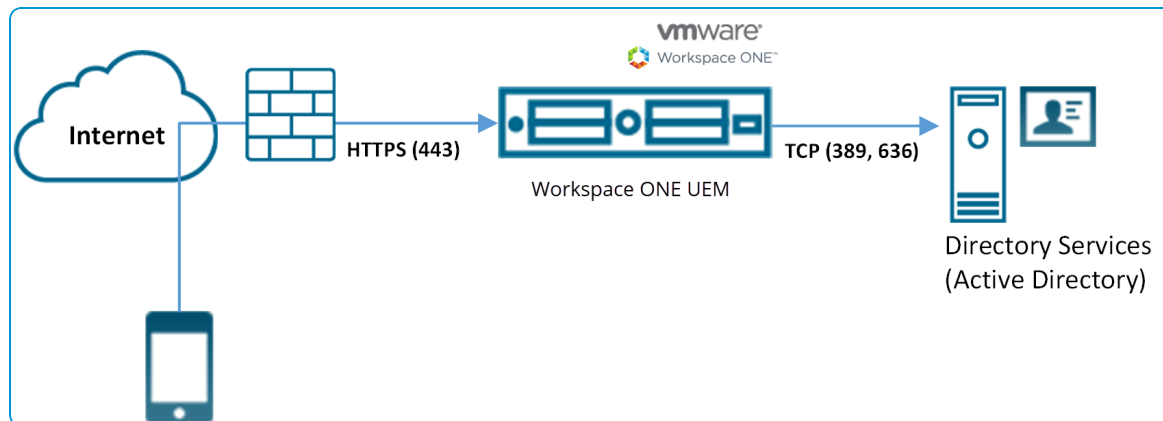 vmware®
Workspace ONE™
Internet
HTTPS (443)
TCP (389, 636)
Workspace ONE UEM
Directory Services
(Active Directory)